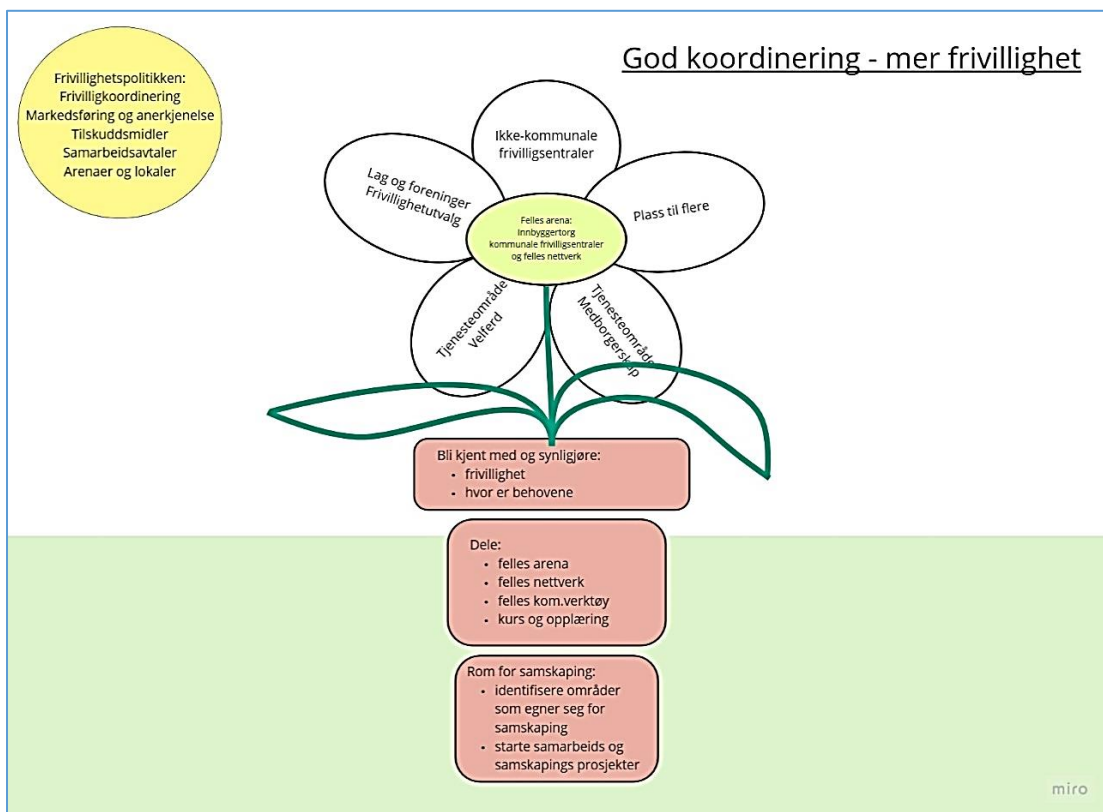 God koordinering - mer frivillighet
Frivillighetspolitikken:
Frivilligkoordinering
Markedsføring og anerkjenelse
Tilskuddsmidler
Samarbeidsavtaler
Arenaer og lokaler
Ikke-kommunale
frivilligsentraler
Lag og foreninger
Frivillighetutvalg
Plass til flere
Felles arena:
Innbyggertorg
kommunale frivilligsentraler
og felles nettverk
Tjenesteområde
Velferd
Tjenesteområde
Medborgerskap
Bli kjent med og synligjøre:
• frivillighet
• hvor er behovene
Dele:
• felles arena
• felles nettverk
• felles kom.verktøy
• kurs og opplæring
Rom for samskaping:
• identifisere områder
som egner seg for
samskaping
• starte samarbeids og
samskapings prosjekter
miro